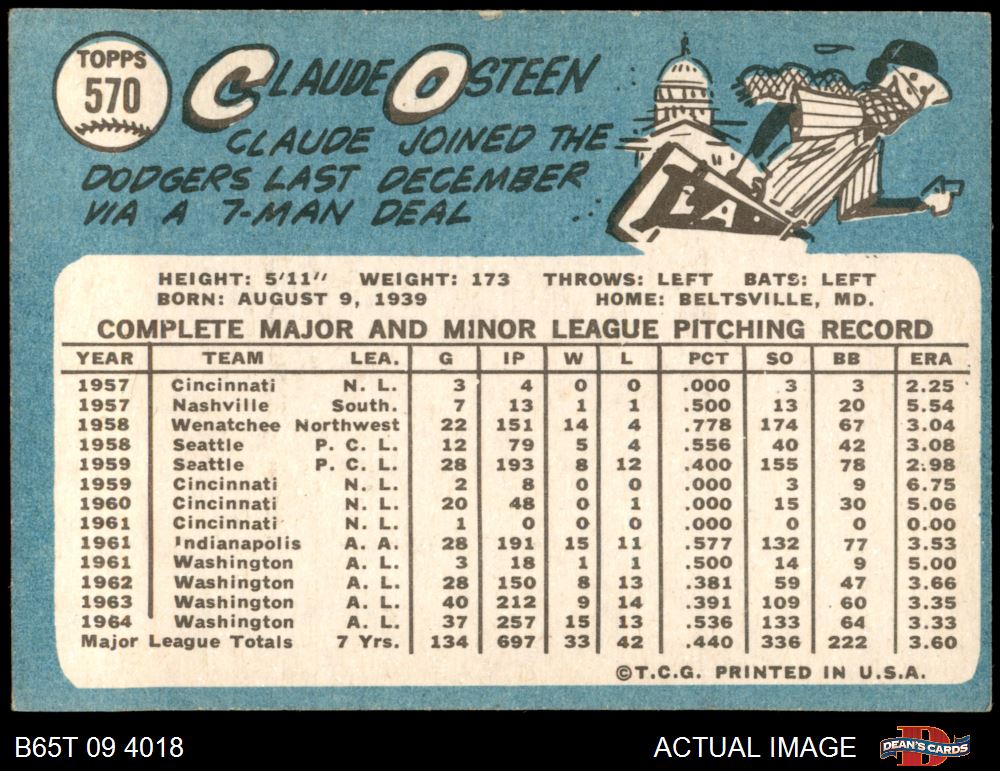 TOPPS
570
CLAUDE OSTEEN
CLAUDE JOINED THE
DODGERS LAST DECEMBER
VIA A 7-MAN DEAL
L.A.
HEIGHT: 5'11" WEIGHT: 173 THROWS: LEFT BATS: LEFT
BORN: AUGUST 9, 1939 HOME: BELTSVILLE, MD.
COMPLETE MAJOR AND MINOR LEAGUE PITCHING RECORD
YEAR TEAM LEA. G IP W L PCT SO BB ERA
1957 Cincinnati N. L. 3 4 0 0 .000 3 3 2.25
1957 Nashville South. 7 13 1 1 .500 13 20 5.54
1958 Wenatchee Northwest 22 151 14 4 .778 174 67 3.04
1958 Seattle P. C. L. 12 79 5 4 .556 40 42 3.08
1959 Seattle P. C. L. 28 193 8 12 .400 155 78 2.98
1959 Cincinnati N. L. 2 8 0 0 .000 3 9 6.75
1960 Cincinnati N. L. 20 48 0 1 .000 15 30 5.06
1961 Cincinnati N. L. 1 0 0 0 .000 0 0 0.00
1961 Indianapolis A. A. 28 191 15 11 .577 132 77 3.53
1961 Washington A. L. 3 18 1 1 .500 14 9 5.00
1962 Washington A. L. 28 150 8 13 .381 59 47 3.66
1963 Washington A. L. 40 212 9 14 .391 109 60 3.35
1964 Washington A. L. 37 257 15 13 .536 133 64 3.33
Major League Totals 7 Yrs. 134 697 33 42 .440 336 222 3.60
©T.C.G. PRINTED IN U.S.A.
B65T 09 4018
ACTUAL IMAGE
DEAN'S CARDS